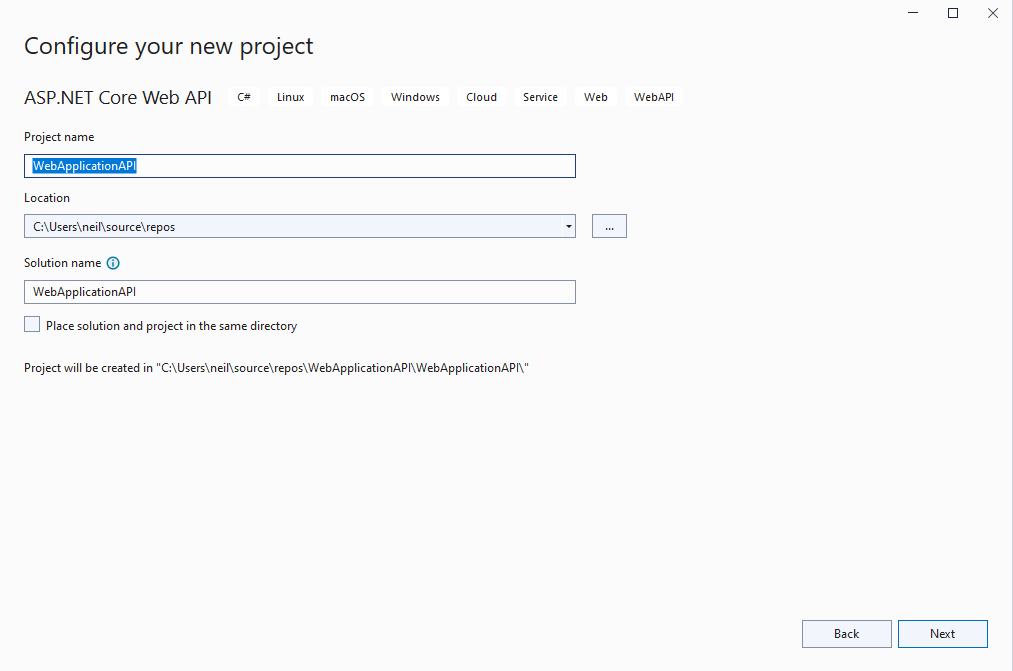 Configure your new project
ASP.NET Core Web API C# Linux macOS Windows Cloud Service Web WebAPI
Project name
WebApplicationAPI
Location
C:\Users\neil\source\repos
...
Solution name
WebApplicationAPI
Place solution and project in the same directory
Project will be created in "C:\Users\neil\source\repos\WebApplicationAPI\WebApplicationAPI\"
Back Next